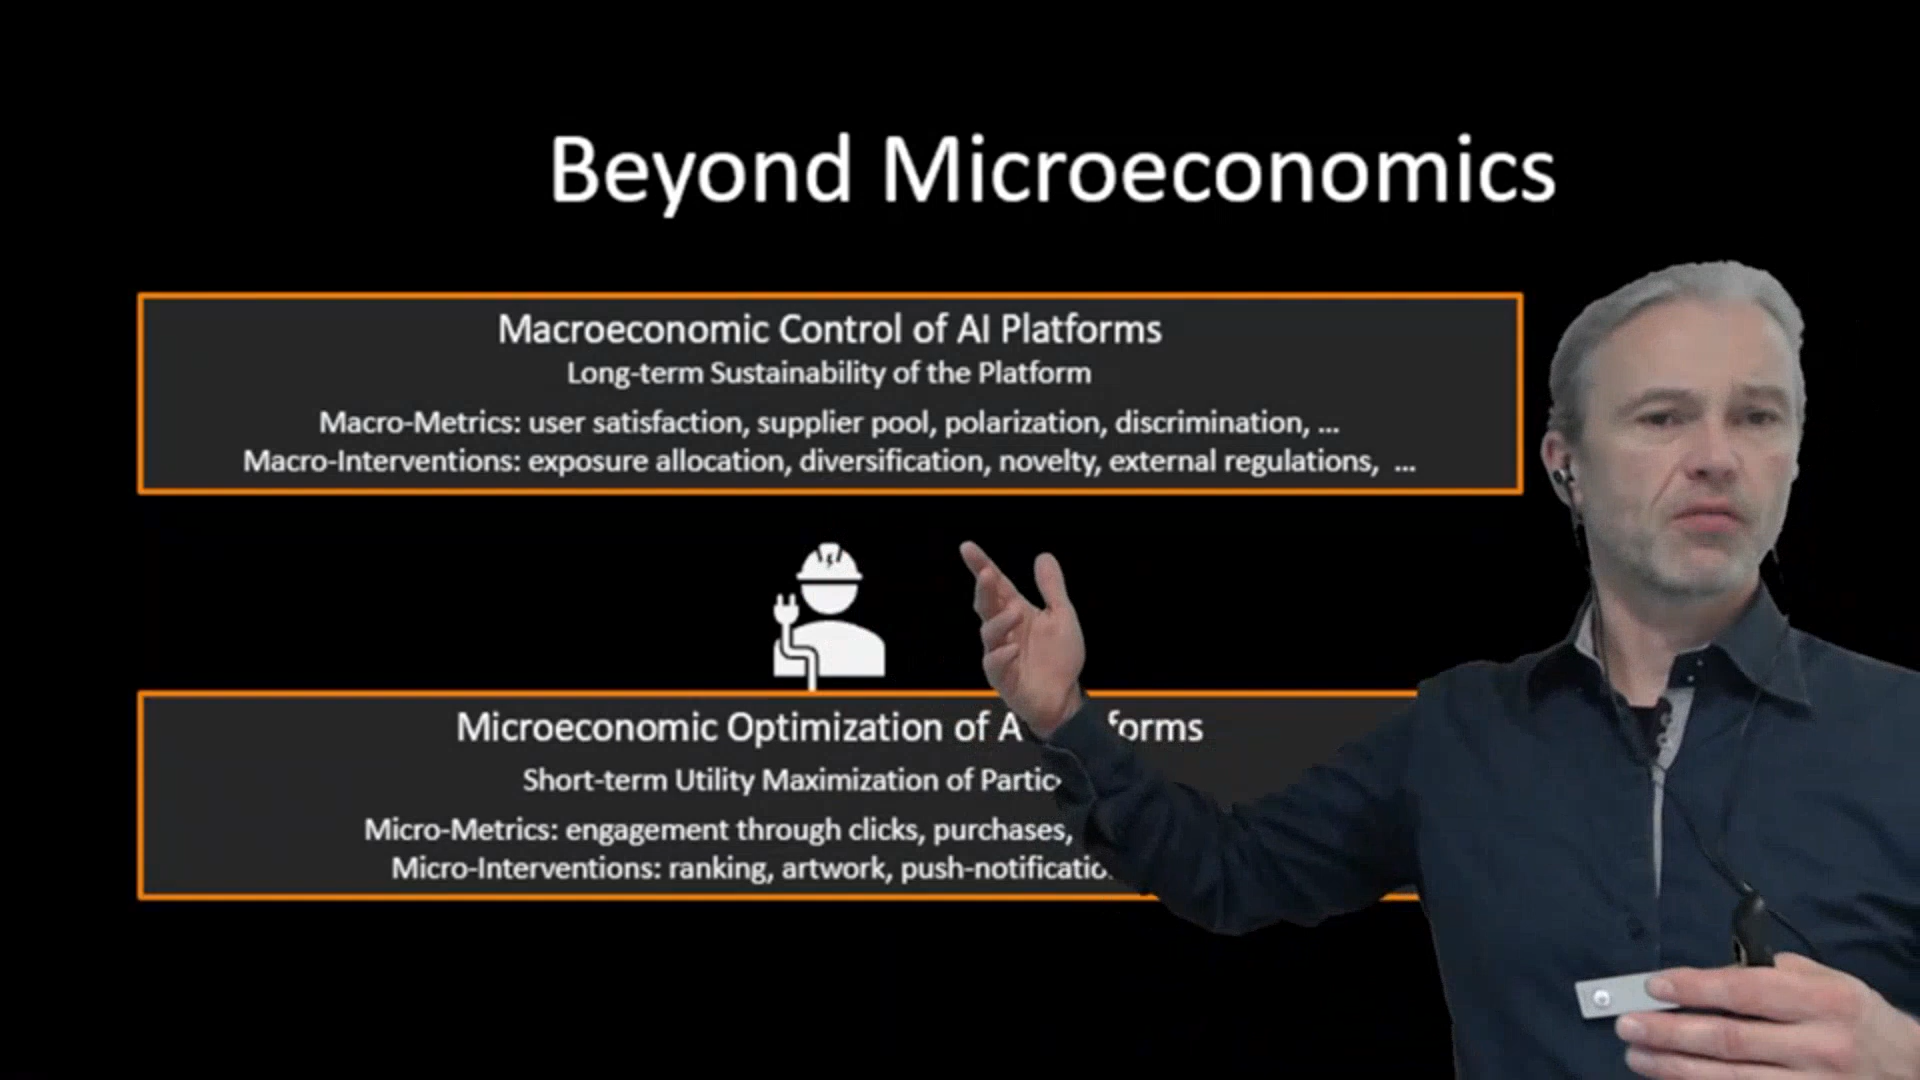 Beyond Microeconomics
Macroeconomic Control of AI Platforms
Long-term Sustainability of the Platform
Macro-Metrics: user satisfaction, supplier pool, polarization, discrimination, ...
Macro-Interventions: exposure allocation, diversification, novelty, external regulations, ...
Microeconomic Optimization of
Short-term Utility Maximization of
Micro-Metrics: engagement through clicks, purchases,
Micro-Interventions: ranking, artwork,